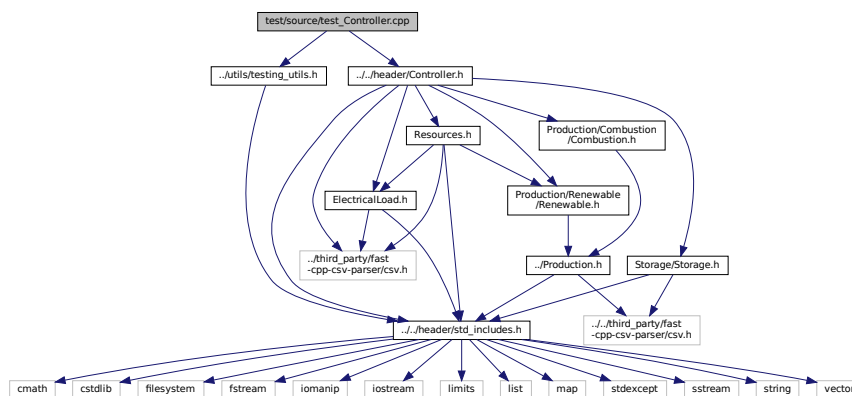 test/source/test_Controller.cpp
../utils/testing_utils.h
../../header/Controller.h
Resources.h
Production/Combustion
/Combustion.h
ElectricalLoad.h
Production/Renewable
/Renewable.h
../third_party/fast
-cpp-csv-parser/csv.h
../Production.h
Storage/Storage.h
../../header/std_includes.h
../../third_party/fast
-cpp-csv-parser/csv.h
cmath
cstdlib
filesystem
fstream
iomanip
iostream
limits
list
map
stdexcept
sstream
string
vector